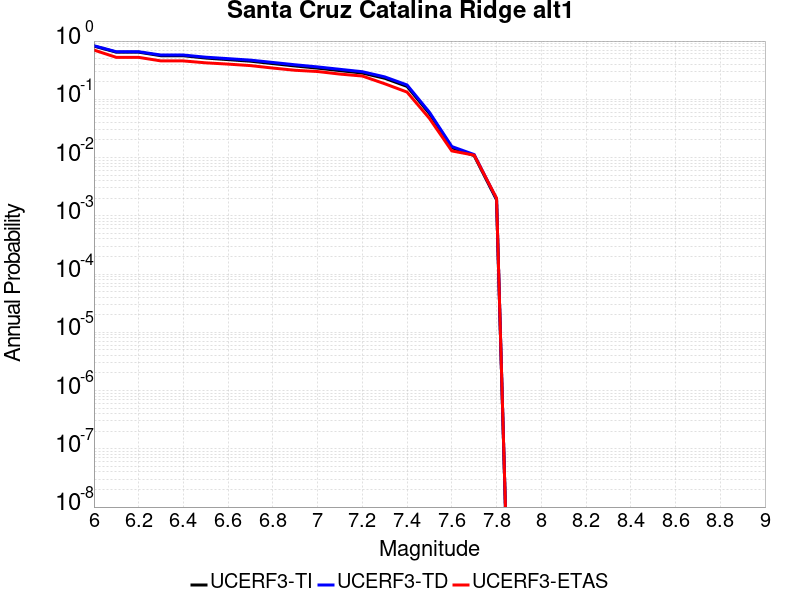 Santa Cruz Catalina Ridge alt1
10^0
10^-1
10^-2
10^-3
10^-4
10^-5
10^-6
10^-7
10^-8
Annual Probability
6 6.2 6.4 6.6 6.8 7 7.2 7.4 7.6 7.8 8 8.2 8.4 8.6 8.8 9
Magnitude
UCERF3-TI UCERF3-TD UCERF3-ETAS